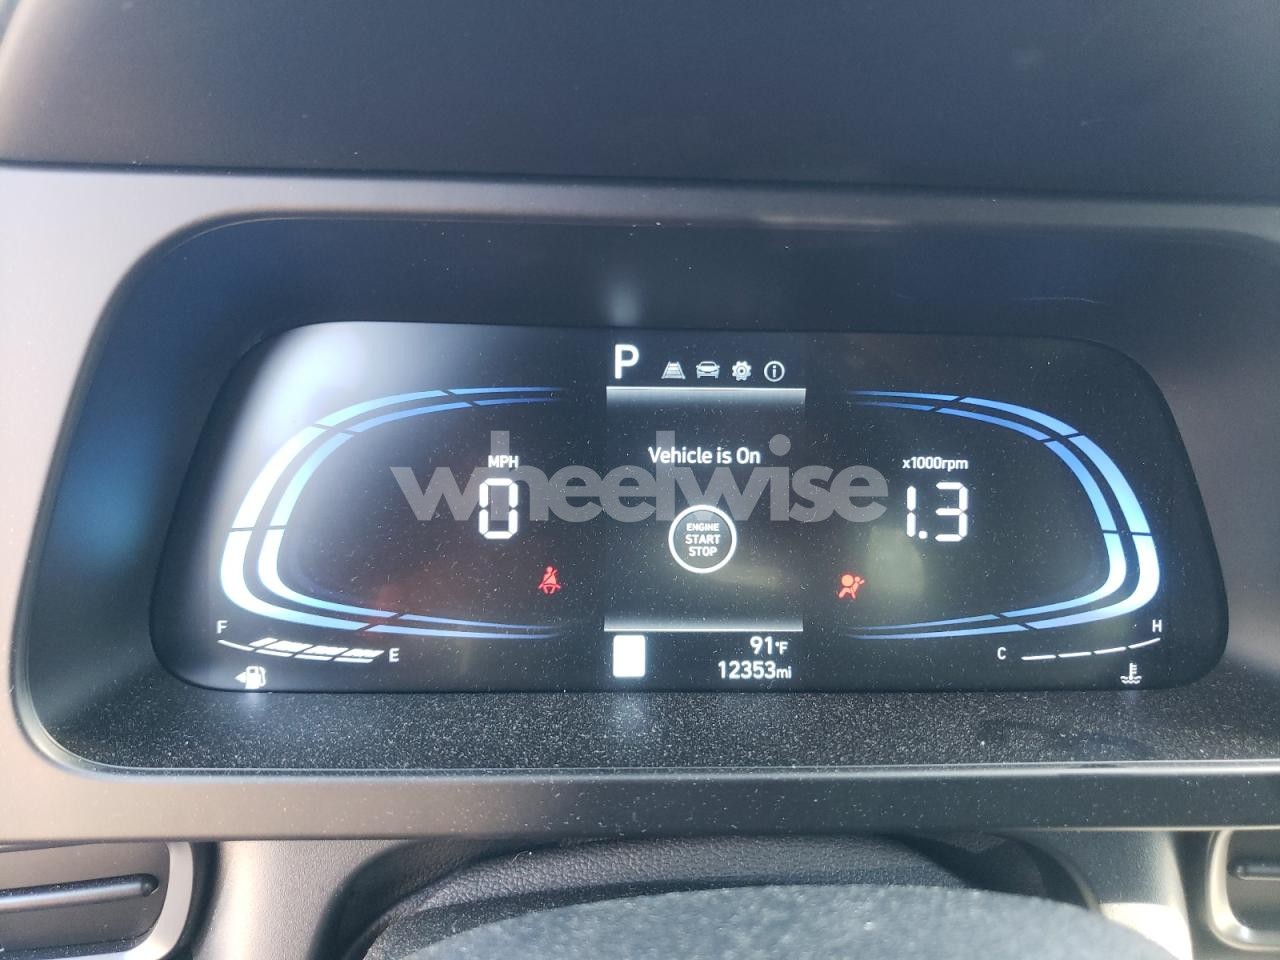 P
MPH
0
Vehicle is On
ENGINE
START
STOP
x1000rpm
1.3
wheelwise
F
E
91°F
12353mi
C
H